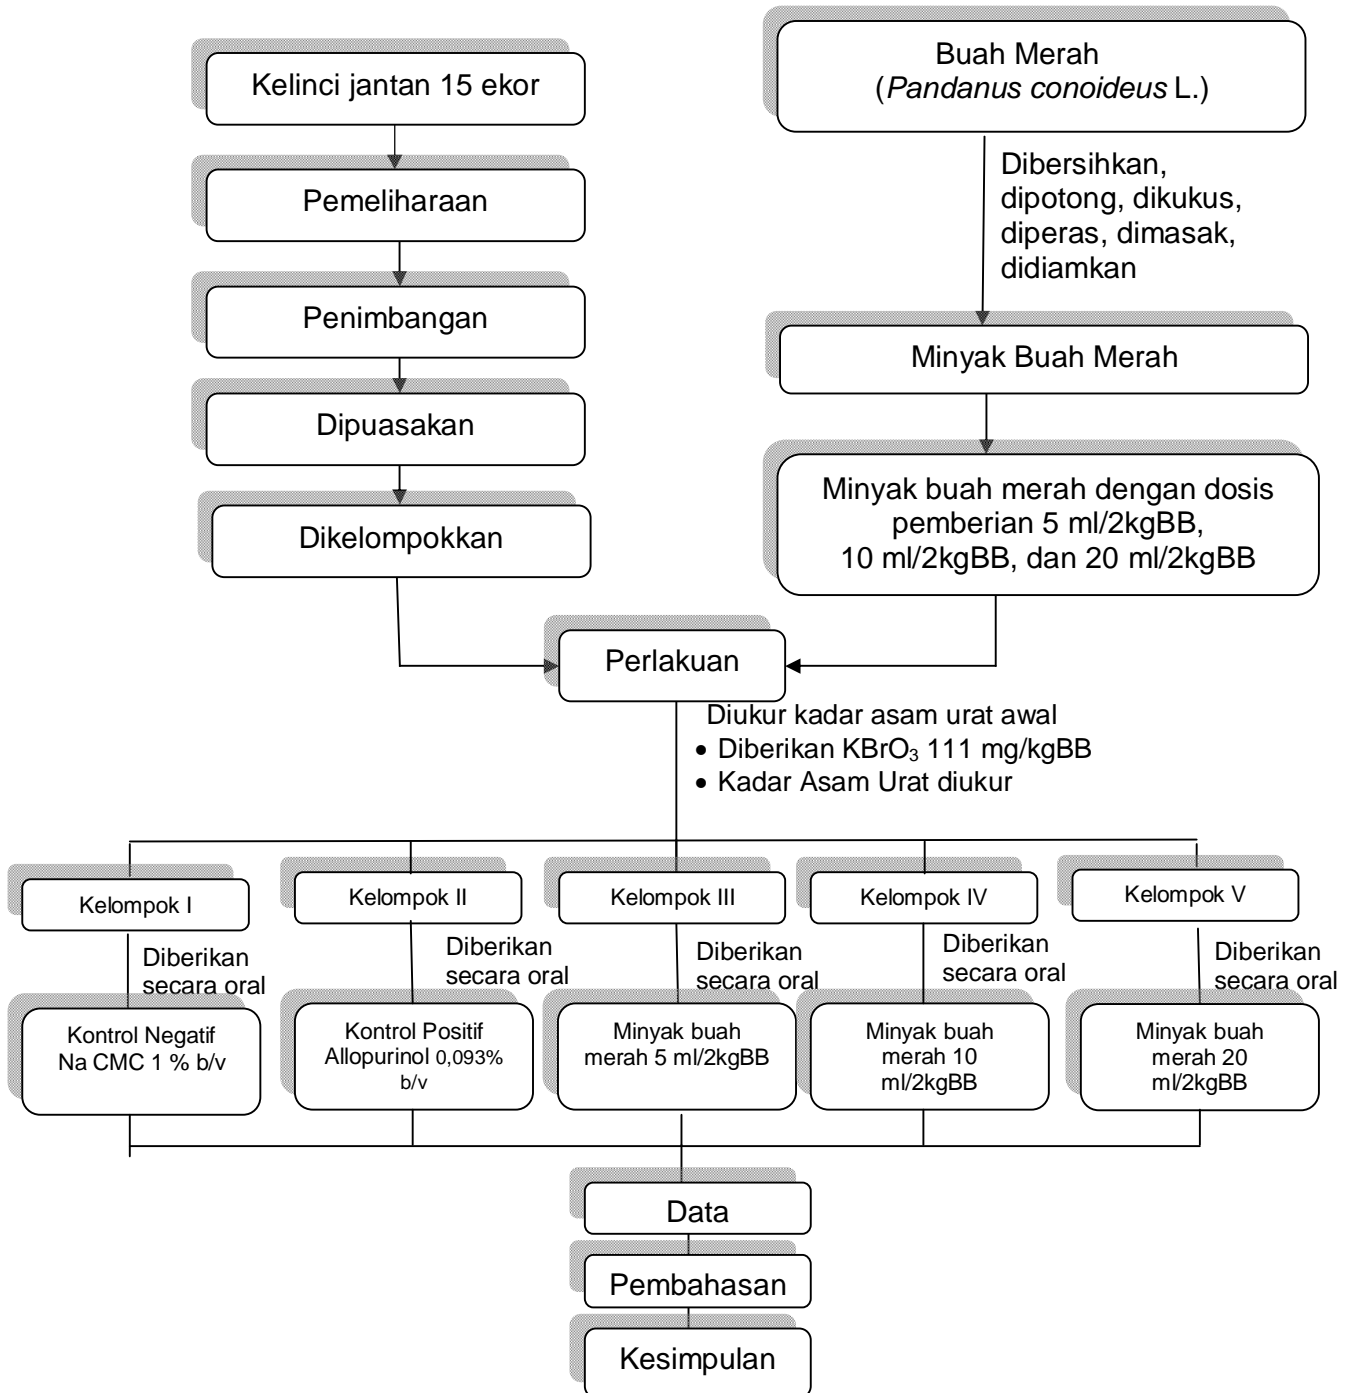 Kelinci jantan 15 ekor
Pemeliharaan
Penimbangan
Dipuasakan
Dikelompokkan
Buah Merah
(Pandanus conoideus L.)
Dibersihkan,
dipotong, dikukus,
diperas, dimasak,
didiamkan
Minyak Buah Merah
Minyak buah merah dengan dosis
pemberian 5 ml/2kgBB,
10 ml/2kgBB, dan 20 ml/2kgBB
Perlakuan
Diukur kadar asam urat awal
• Diberikan KBrO₃ 111 mg/kgBB
• Kadar Asam Urat diukur
Kelompok I
Diberikan
secara oral
Kontrol Negatif
Na CMC 1 % b/v
Kelompok II
Diberikan
secara oral
Kontrol Positif
Allopurinol 0,093%
b/v
Kelompok III
Diberikan
secara oral
Minyak buah
merah 5 ml/2kgBB
Kelompok IV
Diberikan
secara oral
Minyak buah
merah 10
ml/2kgBB
Kelompok V
Diberikan
secara oral
Minyak buah
merah 20
ml/2kgBB
Data
Pembahasan
Kesimpulan